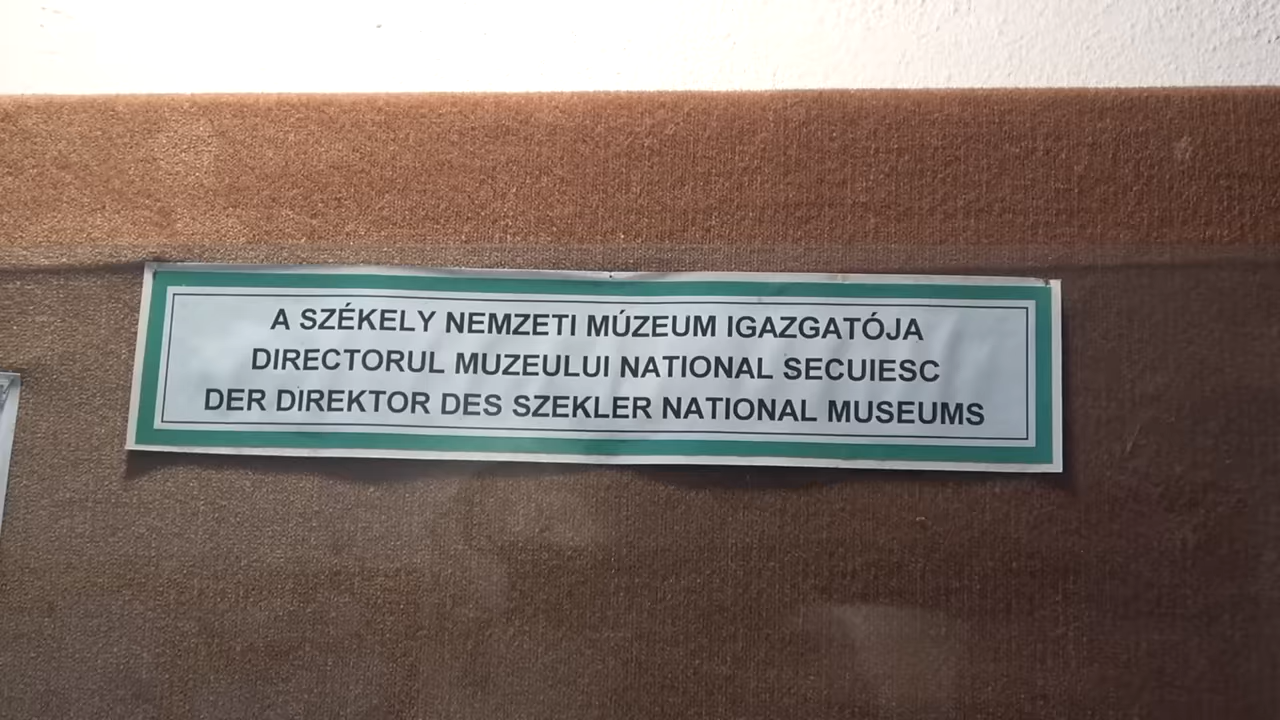 A SZÉKELY NEMZETI MÚZEUM IGAZGATÓJA
DIRECTORUL MUZEULUI NATIONAL SECUIESC
DER DIREKTOR DES SZEKLER NATIONAL MUSEUMS